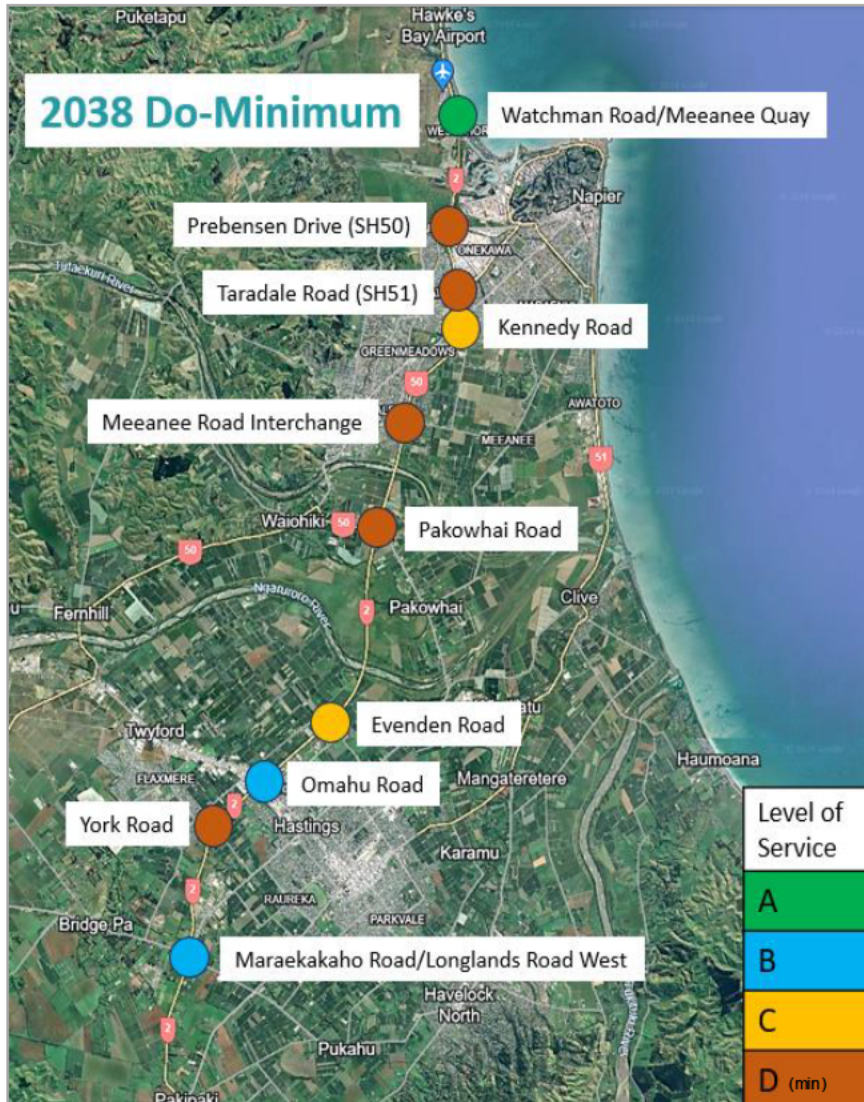 Puketapu
Hawke's
Bay Airport
2038 Do-Minimum
Watchman Road/Meeanee Quay
2
Napier
Prebensen Drive (SH50)
ONEKAWA
Tutaekuri River
Taradale Road (SH51)
Kennedy Road
GREENMEADOWS
50
AWATOTO
Meeanee Road Interchange
MEEANEE
51
Waiohiki
50
Pakowhai Road
50
Ngaruroro River
Clive
Fernhill
2
Pakowhai
Evenden Road
Twyford
Haumoana
FLAXMERE
Omahu Road
Mangateretere
2
York Road
Hastings
Level of
Service
Karamu
2
RAUREKA
A
Bridge Pa
PARKVALE
B
Maraekakaho Road/Longlands Road West
Havelock
North
C
2
Pukahu
D (min)
Pakipaki